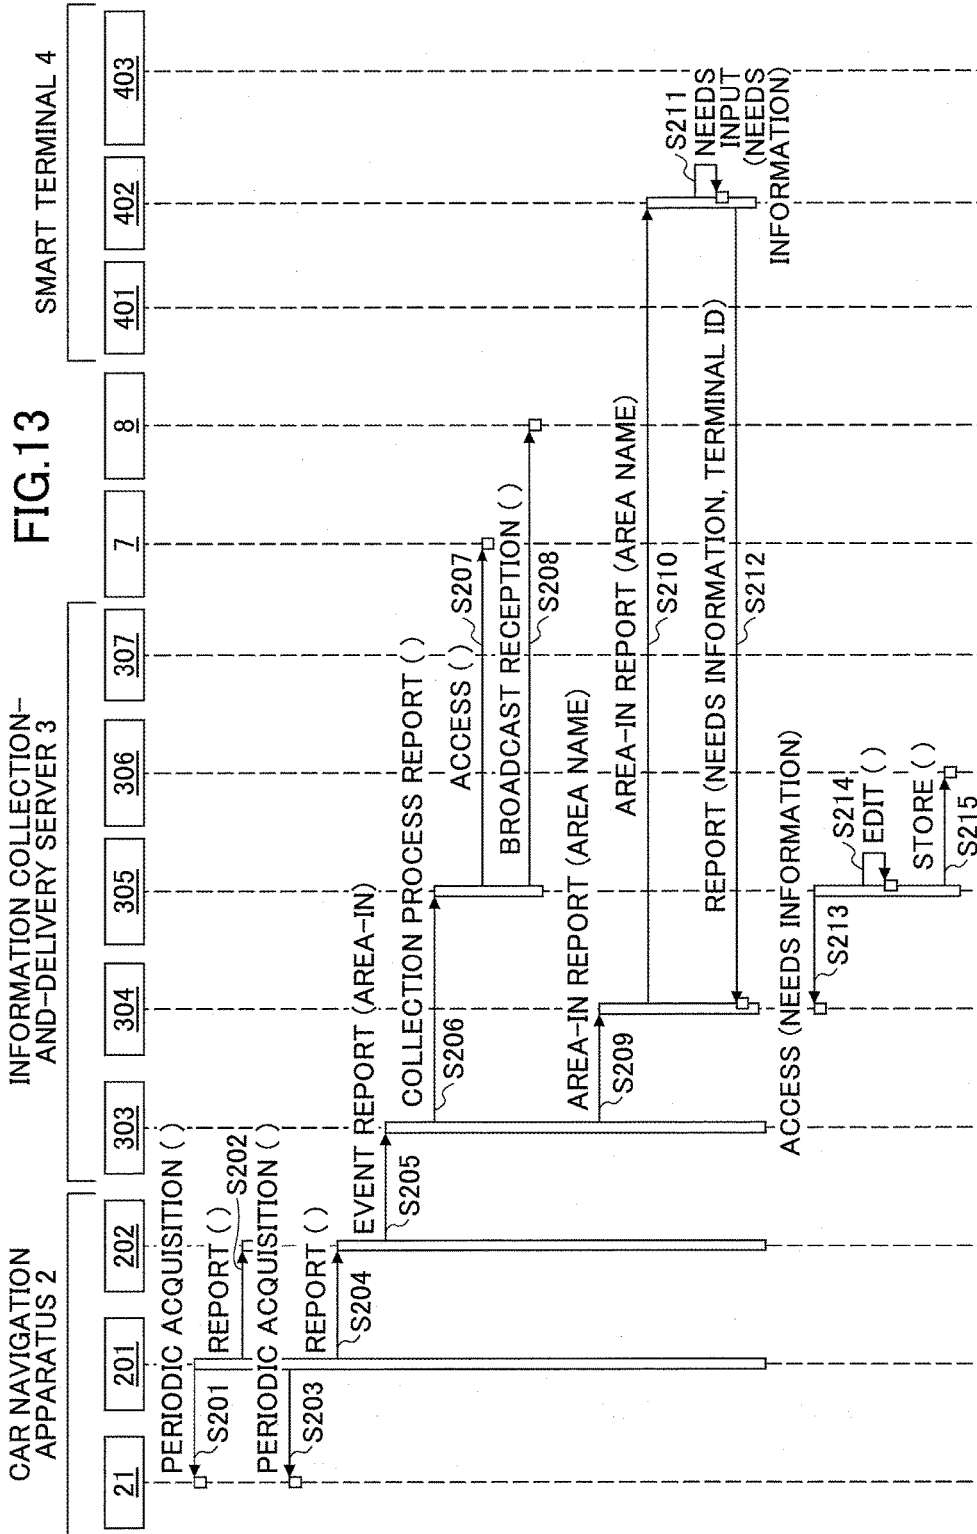 FIG.13
CAR NAVIGATION
APPARATUS 2
INFORMATION COLLECTION-
AND-DELIVERY SERVER 3
SMART TERMINAL 4
21
201
202
303
304
305
306
307
7
8
401
402
403
PERIODIC ACQUISITION ( )
S201
REPORT ( )
S202
PERIODIC ACQUISITION ( )
S203
REPORT ( )
S204
EVENT REPORT (AREA-IN)
S205
COLLECTION PROCESS REPORT ( )
S206
ACCESS ( )
S207
BROADCAST RECEPTION ( )
S208
AREA-IN REPORT (AREA NAME)
S209
AREA-IN REPORT (AREA NAME)
S210
S211
NEEDS
INPUT
(NEEDS
INFORMATION)
REPORT (NEEDS INFORMATION, TERMINAL ID)
S212
ACCESS (NEEDS INFORMATION)
S213
S214
EDIT ( )
STORE ( )
S215